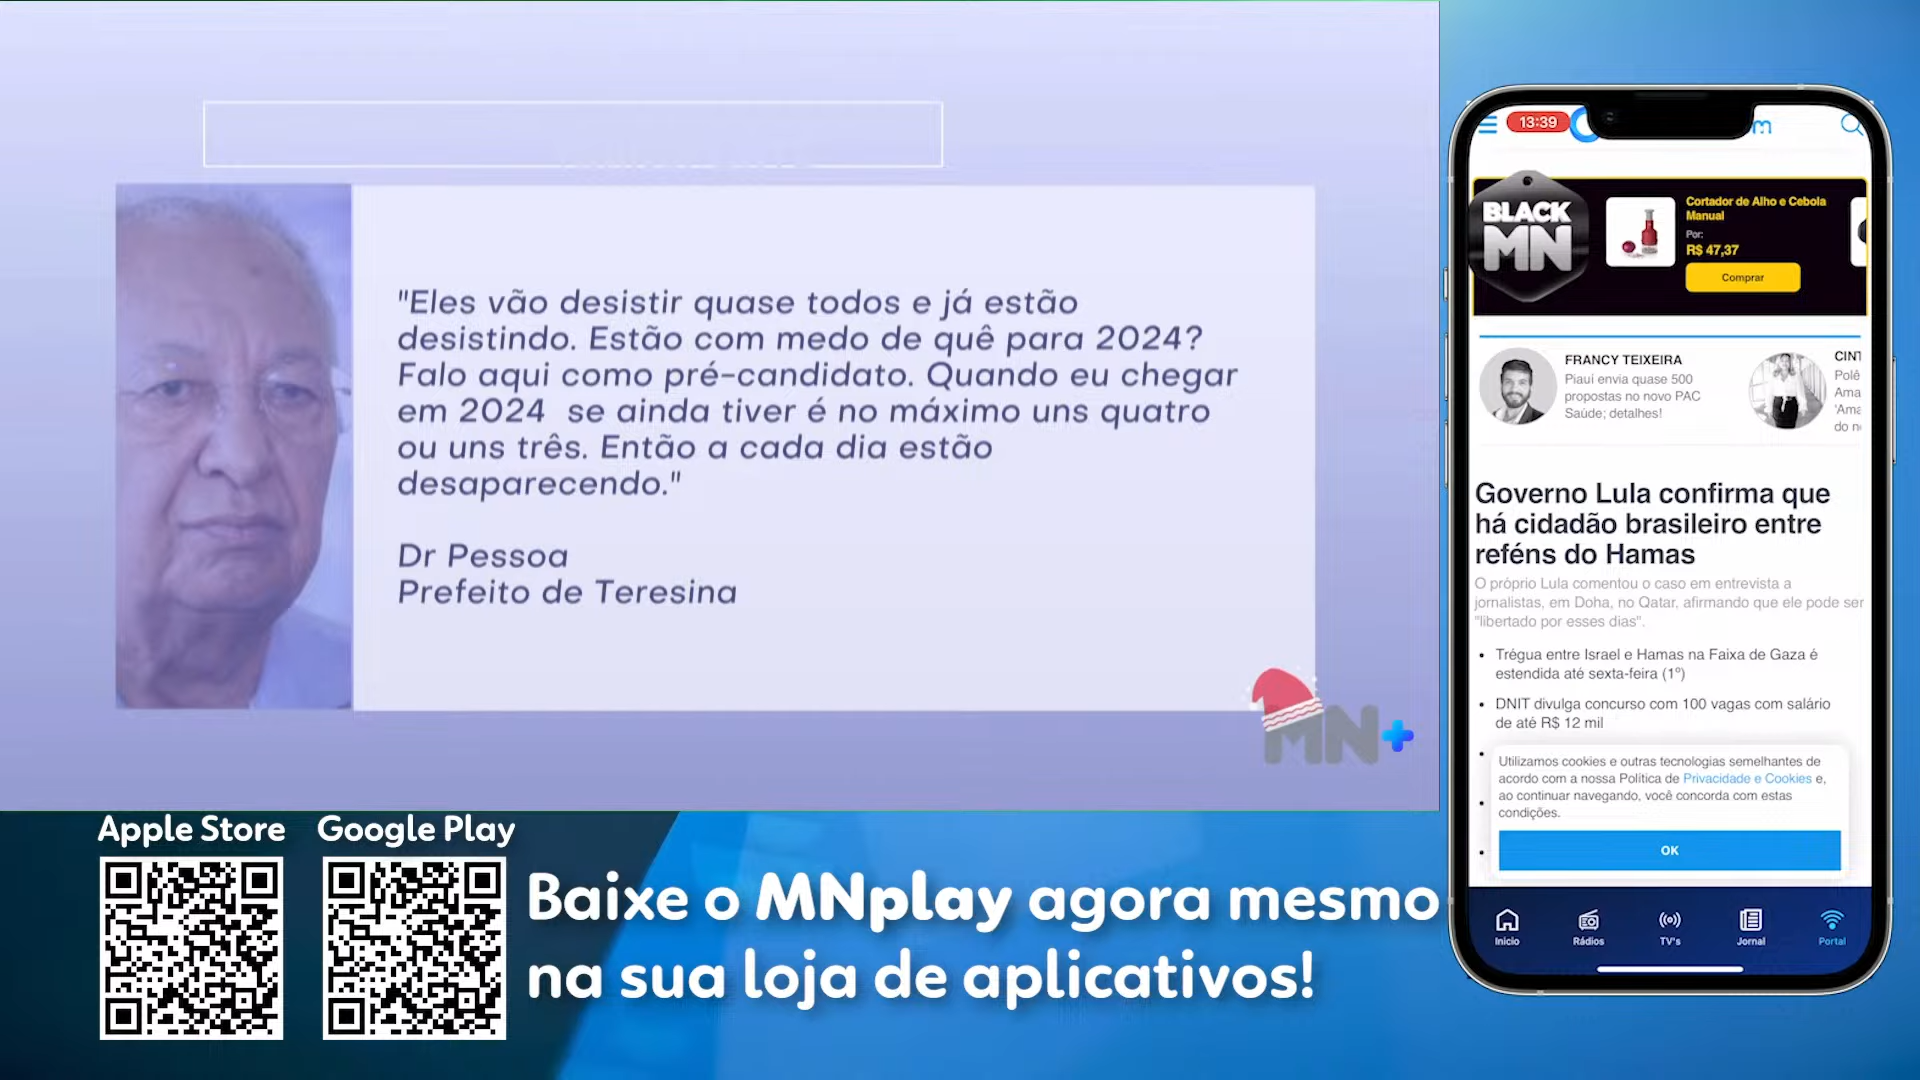 "Eles vão desistir quase todos e já estão
desistindo. Estão com medo de quê para 2024?
Falo aqui como pré-candidato. Quando eu chegar
em 2024 se ainda tiver é no máximo uns quatro
ou uns três. Então a cada dia estão
desaparecendo."
Dr Pessoa
Prefeito de Teresina
MN+
Apple Store
Google Play
Baixe o MNplay agora mesmo
na sua loja de aplicativos!
13:39
m
BLACK
MN
Cortador de Alho e Cebola
Manual
Por:
R$ 47,37
Comprar
FRANCY TEIXEIRA
Piauí envia quase 500
propostas no novo PAC
Saúde; detalhes!
CINT
Polê
Ama
'Ama
do n
Governo Lula confirma que
há cidadão brasileiro entre
reféns do Hamas
O próprio Lula comentou o caso em entrevista a
jornalistas, em Doha, no Qatar, afirmando que ele pode ser
"libertado por esses dias".
• Trégua entre Israel e Hamas na Faixa de Gaza é
estendida até sexta-feira (1º)
• DNIT divulga concurso com 100 vagas com salário
de até R$ 12 mil
Utilizamos cookies e outras tecnologias semelhantes de
acordo com a nossa Política de Privacidade e Cookies e,
ao continuar navegando, você concorda com estas
condições.
OK
Início
Rádios
TV's
Jornal
Portal